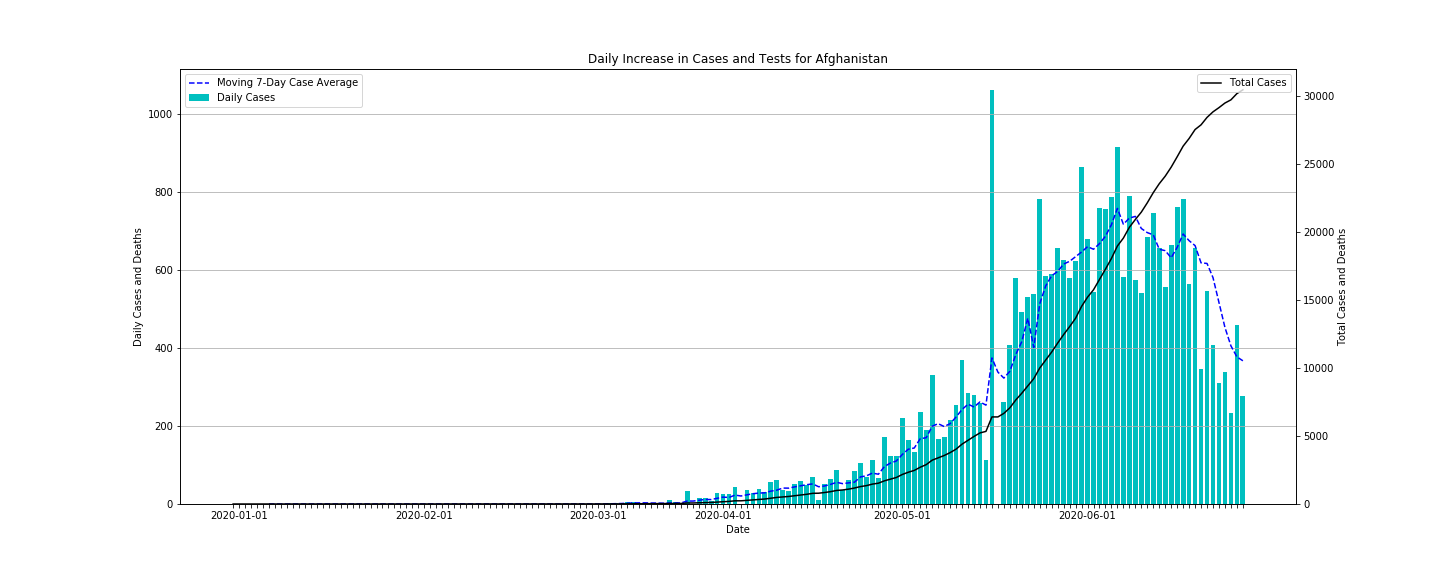 Daily Increase in Cases and Tests for Afghanistan
Moving 7-Day Case Average
Daily Cases
Total Cases
1000
800
600
400
200
0
Daily Cases and Deaths
30000
25000
20000
15000
10000
5000
0
Total Cases and Deaths
2020-01-01
2020-02-01
2020-03-01
2020-04-01
2020-05-01
2020-06-01
Date